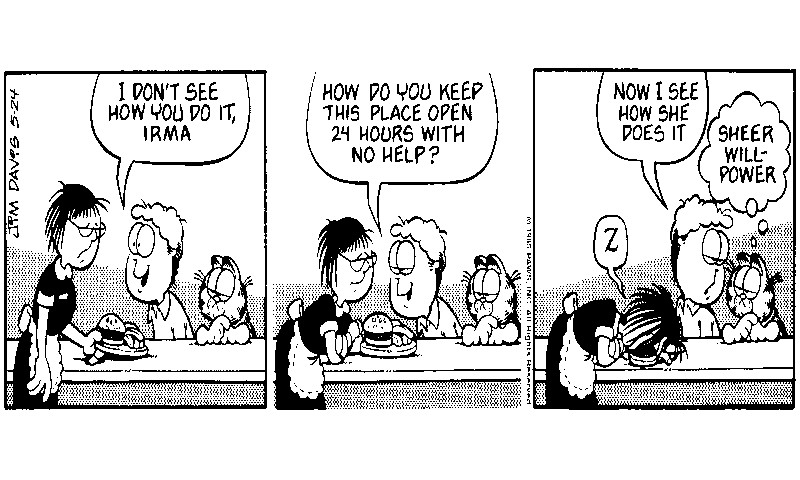 JIM DAVIS 5-24
I DON'T SEE
HOW YOU DO IT,
IRMA
HOW DO YOU KEEP
THIS PLACE OPEN
24 HOURS WITH
NO HELP?
NOW I SEE
HOW SHE
DOES IT
SHEER
WILL-
POWER
Z